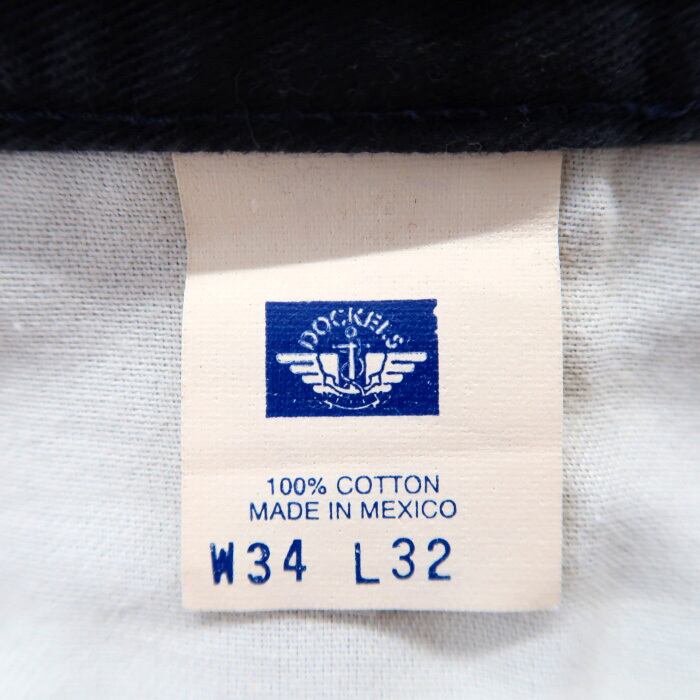 DOCKERS
100% COTTON
MADE IN MEXICO
W34 L32